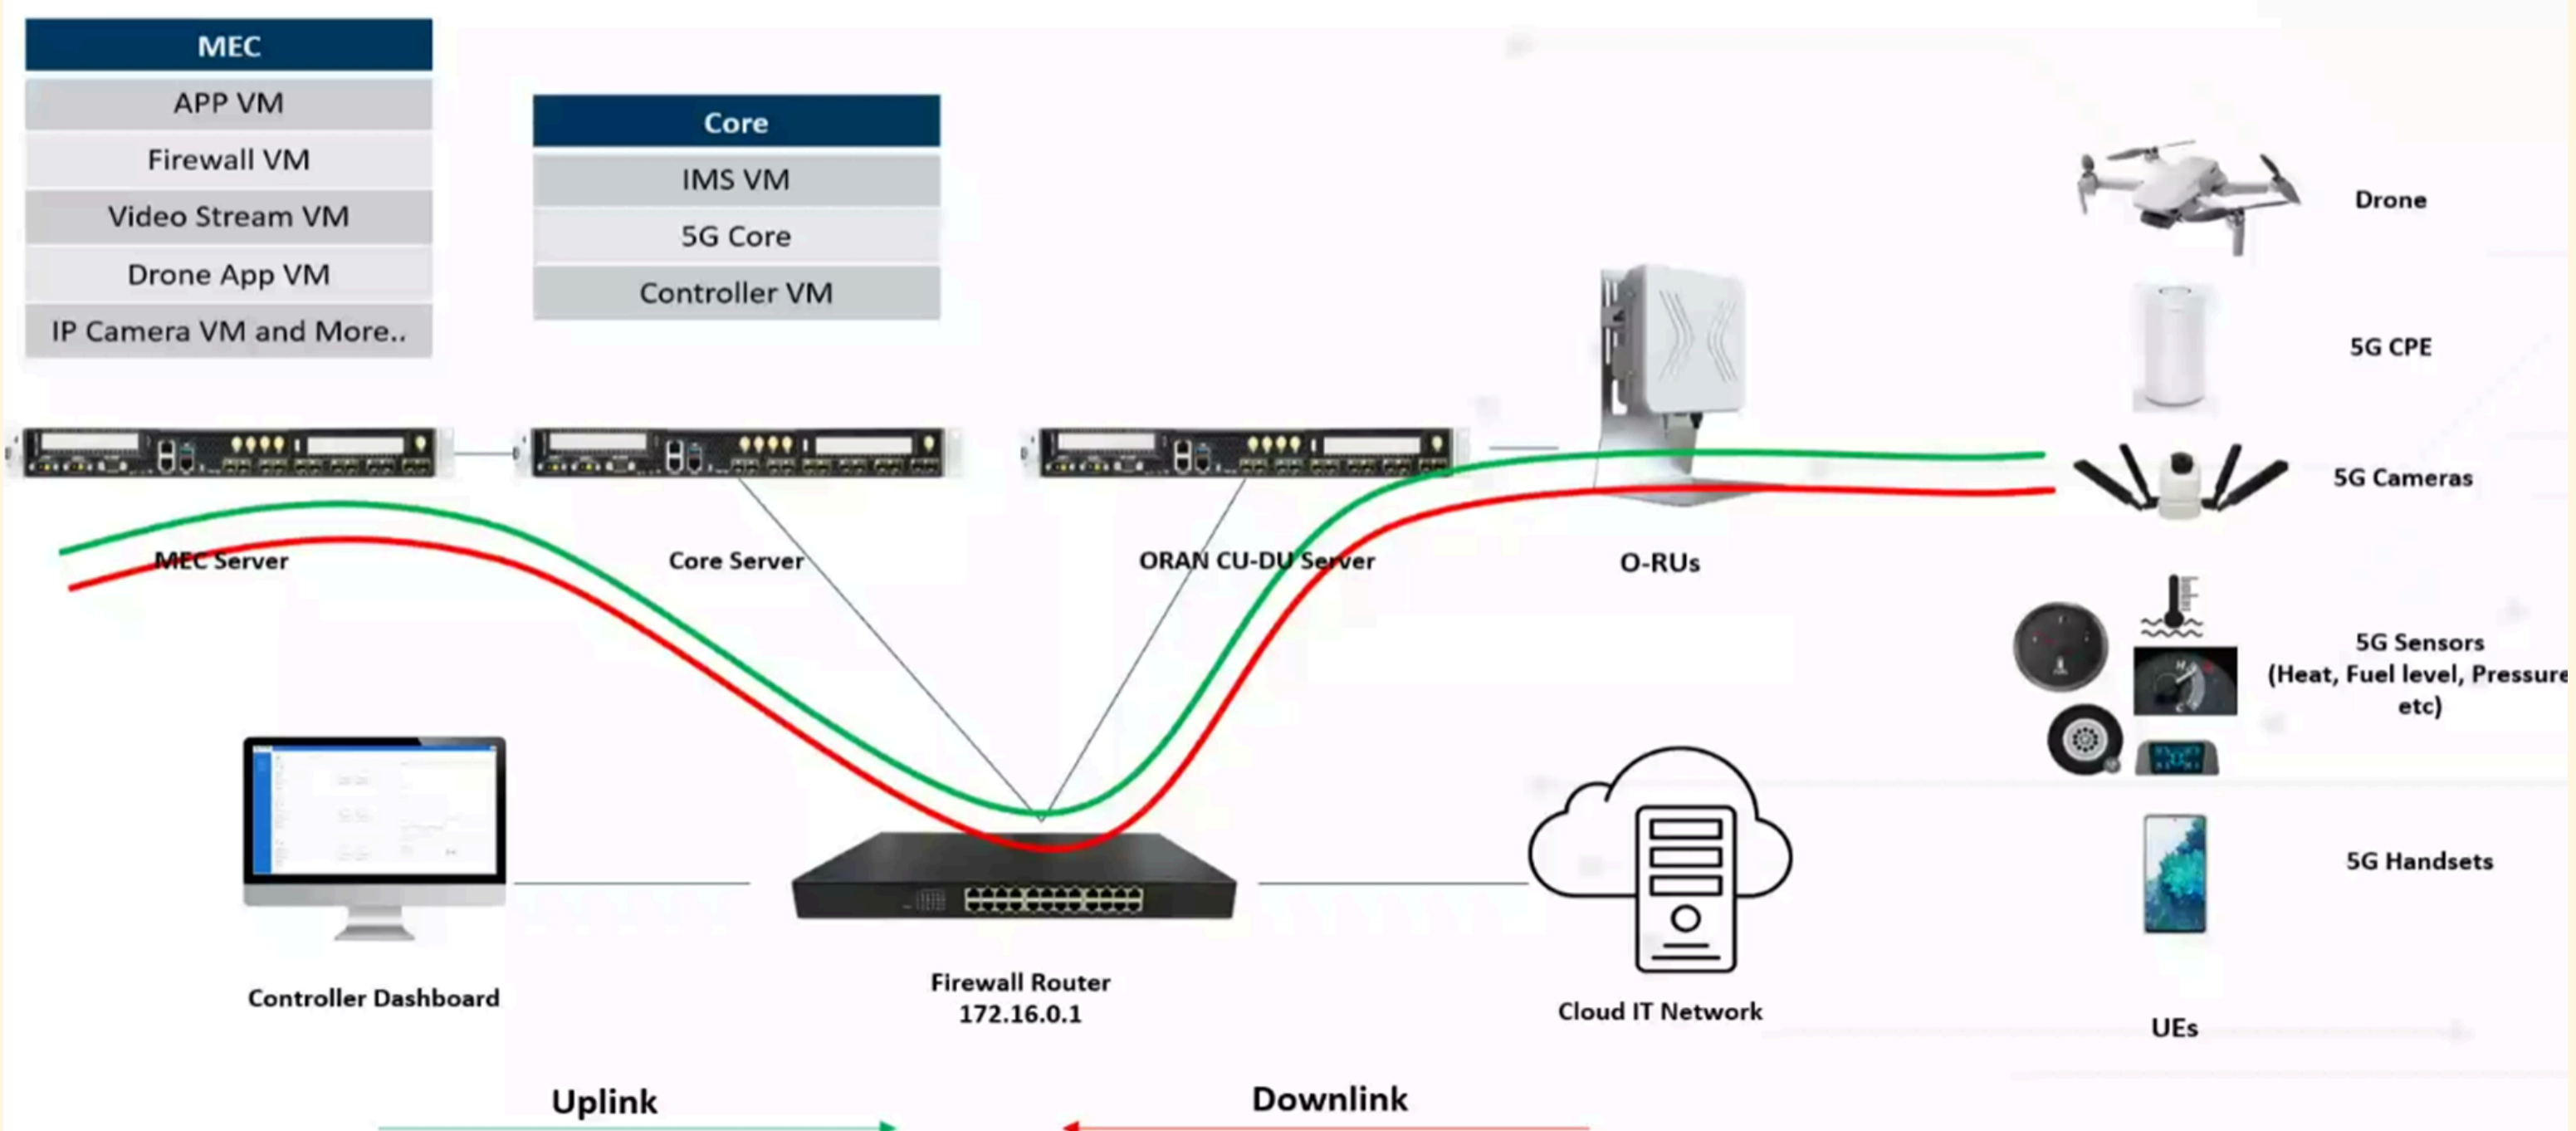 MEC
APP VM
Firewall VM
Video Stream VM
Drone App VM
IP Camera VM and More..
Core
IMS VM
5G Core
Controller VM
Drone
5G CPE
5G Cameras
MEC Server
Core Server
ORAN CU-DU Server
O-RUs
5G Sensors
(Heat, Fuel level, Pressure
etc)
5G Handsets
Controller Dashboard
Firewall Router
172.16.0.1
Cloud IT Network
UEs
Uplink
Downlink